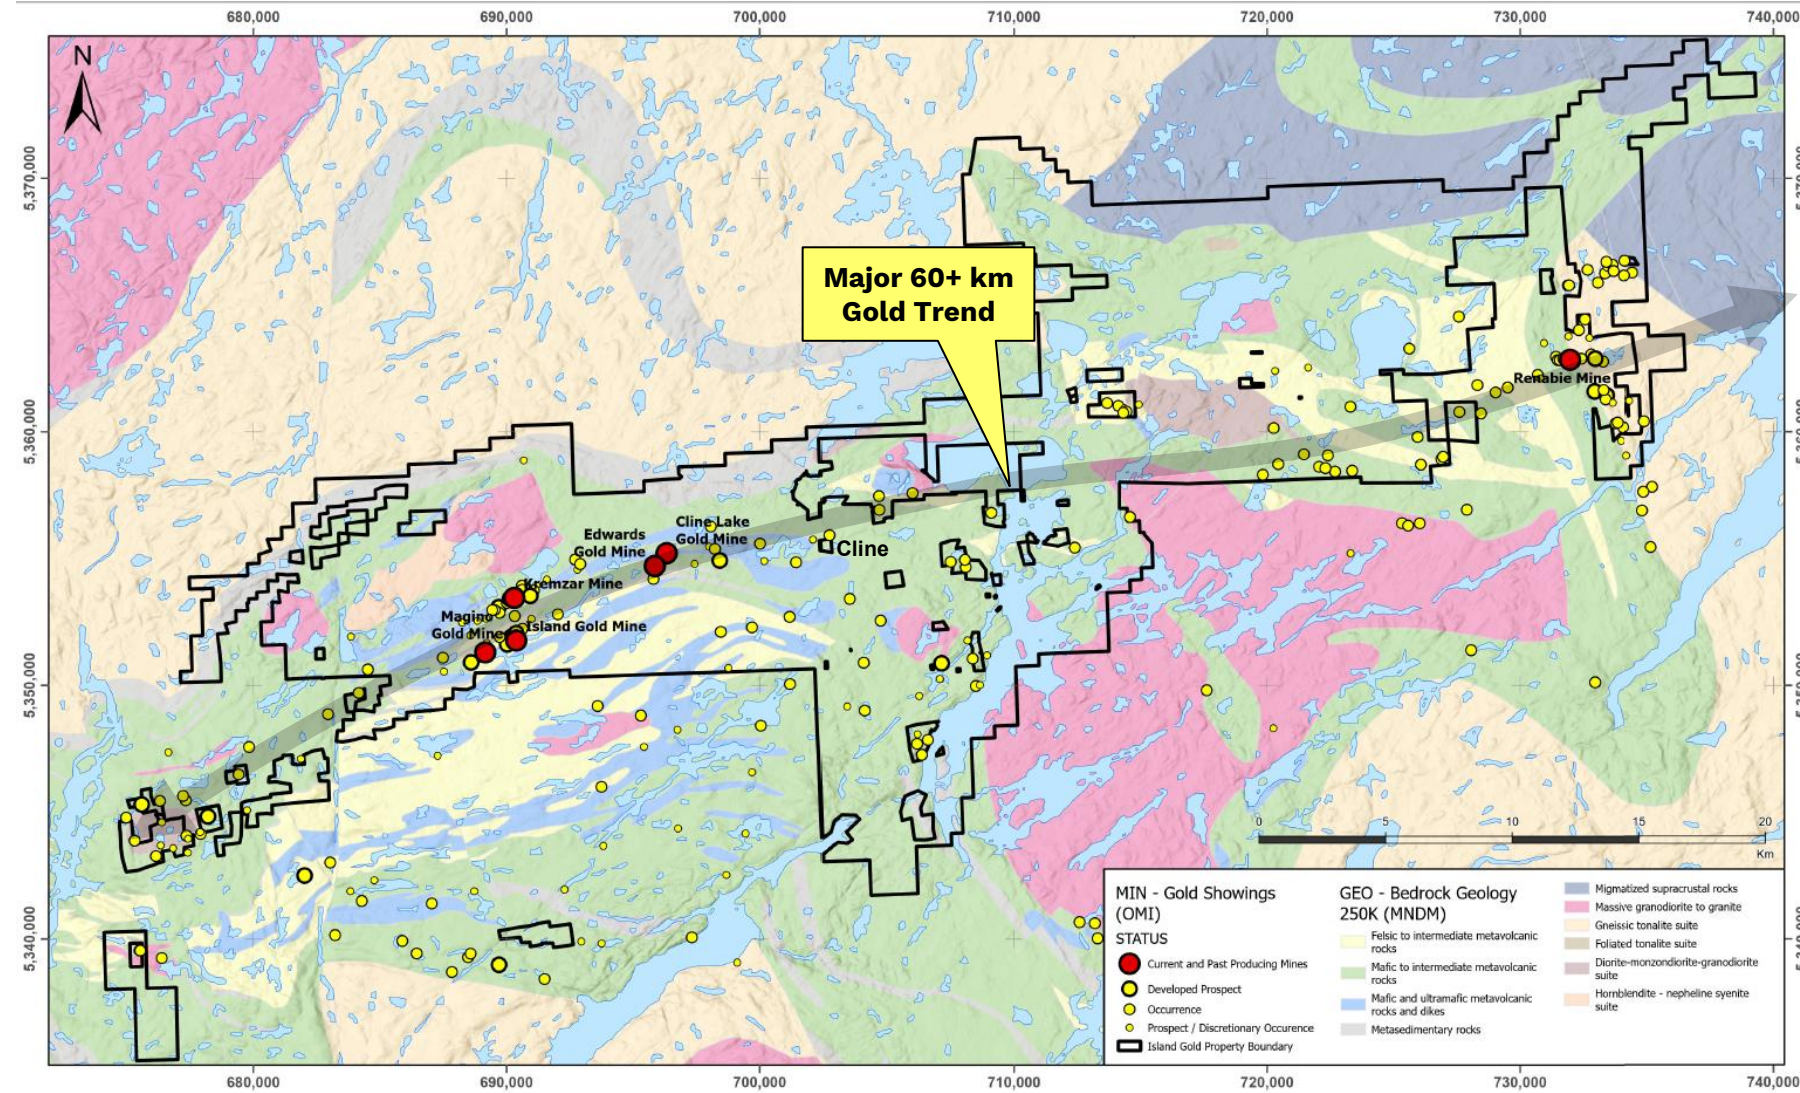 680,000
690,000
700,000
710,000
720,000
730,000
740,000
N
5,370,000
5,360,000
5,350,000
5,340,000
Major 60+ km
Gold Trend
Renabie Mine
Cline Lake
Gold Mine
Edwards
Gold Mine
Cline
Kremzar Mine
Magino
Gold Mine
Island Gold Mine
0
5
10
15
20
Km
MIN - Gold Showings
(OMI)
STATUS
Current and Past Producing Mines
Developed Prospect
Occurrence
Prospect / Discretionary Occurence
Island Gold Property Boundary
GEO - Bedrock Geology
250K (MNDM)
Felsic to intermediate metavolcanic
rocks
Mafic to intermediate metavolcanic
rocks
Mafic and ultramafic metavolcanic
rocks and dikes
Metasedimentary rocks
Migmatized supracrustal rocks
Massive granodiorite to granite
Gneissic tonalite suite
Foliated tonalite suite
Diorite-monzondiorite-granodiorite
suite
Hornblendite - nepheline syenite
suite
680,000
690,000
700,000
710,000
720,000
730,000
740,000